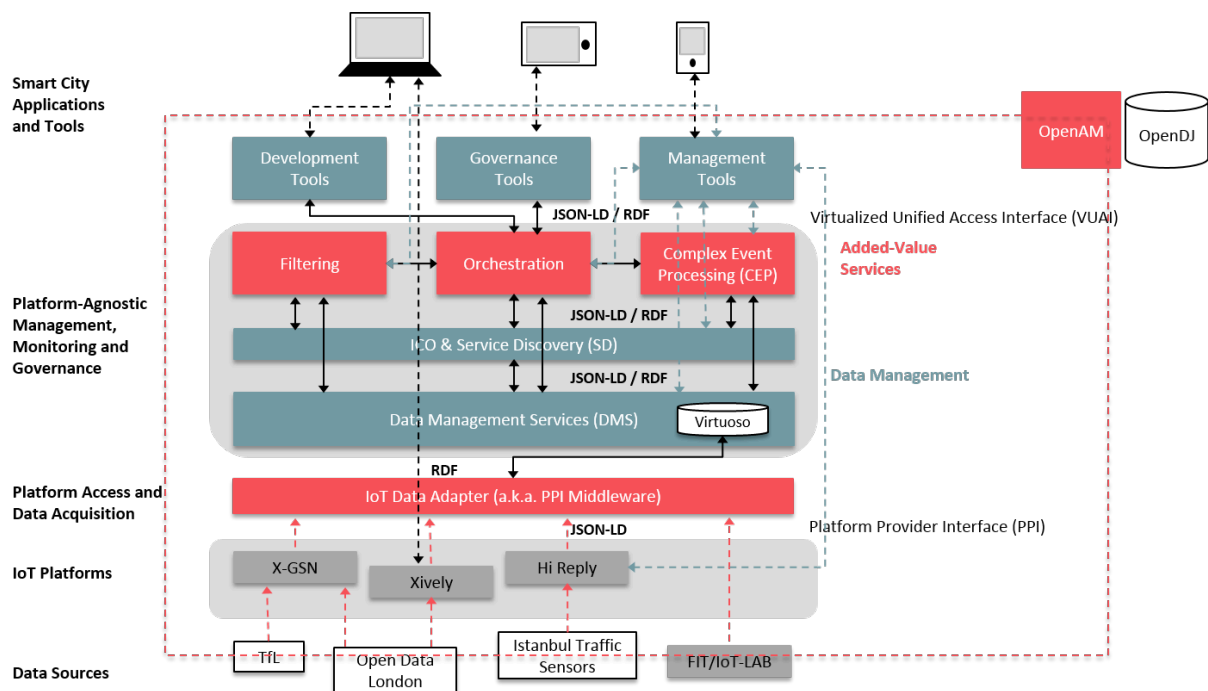 Smart City
Applications
and Tools
OpenAM
OpenDJ
Development
Tools
Governance
Tools
Management
Tools
JSON-LD / RDF
Virtualized Unified Access Interface (VUAI)
Added-Value
Services
Filtering
Orchestration
Complex Event
Processing (CEP)
Platform-Agnostic
Management,
Monitoring and
Governance
JSON-LD / RDF
ICO & Service Discovery (SD)
JSON-LD / RDF
Data Management
Data Management Services (DMS)
Virtuoso
RDF
Platform Access and
Data Acquisition
IoT Data Adapter (a.k.a. PPI Middleware)
JSON-LD
Platform Provider Interface (PPI)
IoT Platforms
X-GSN
Xively
Hi Reply
Data Sources
TfL
Open Data
London
Istanbul Traffic
Sensors
FIT/IoT-LAB